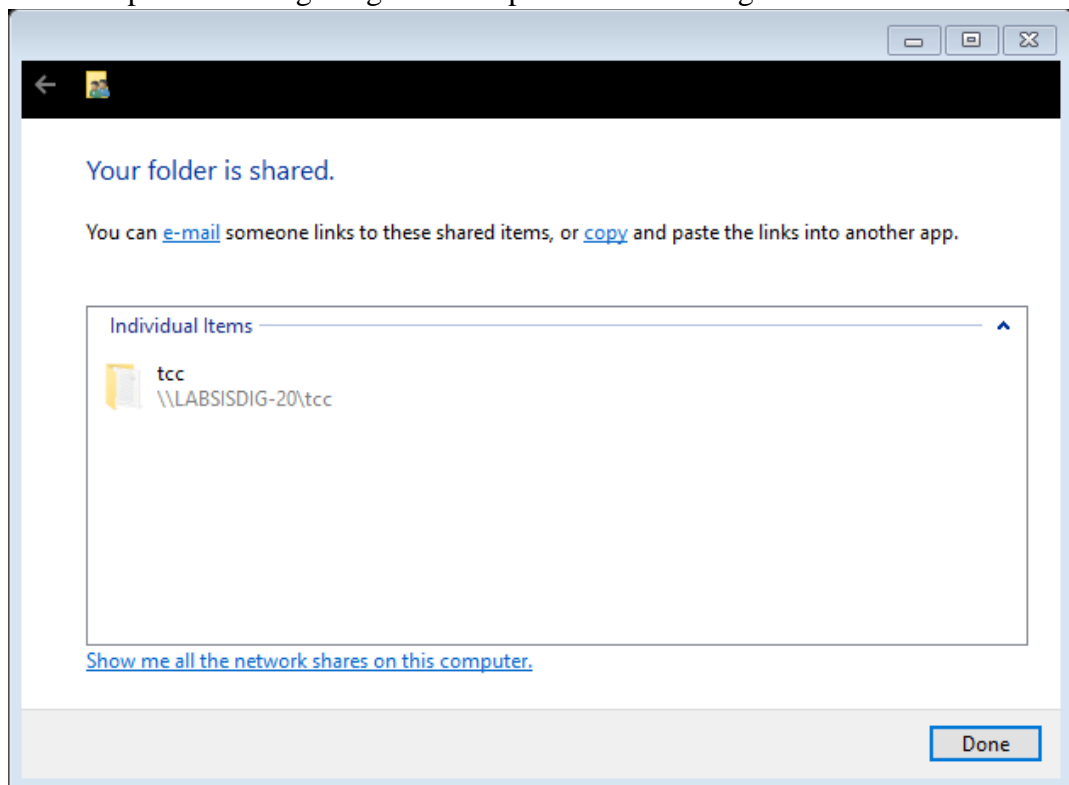 Your folder is shared.
You can e-mail someone links to these shared items, or copy and paste the links into another app.
Individual Items
tcc
\\LABSISDIG-20\tcc
Show me all the network shares on this computer.
Done